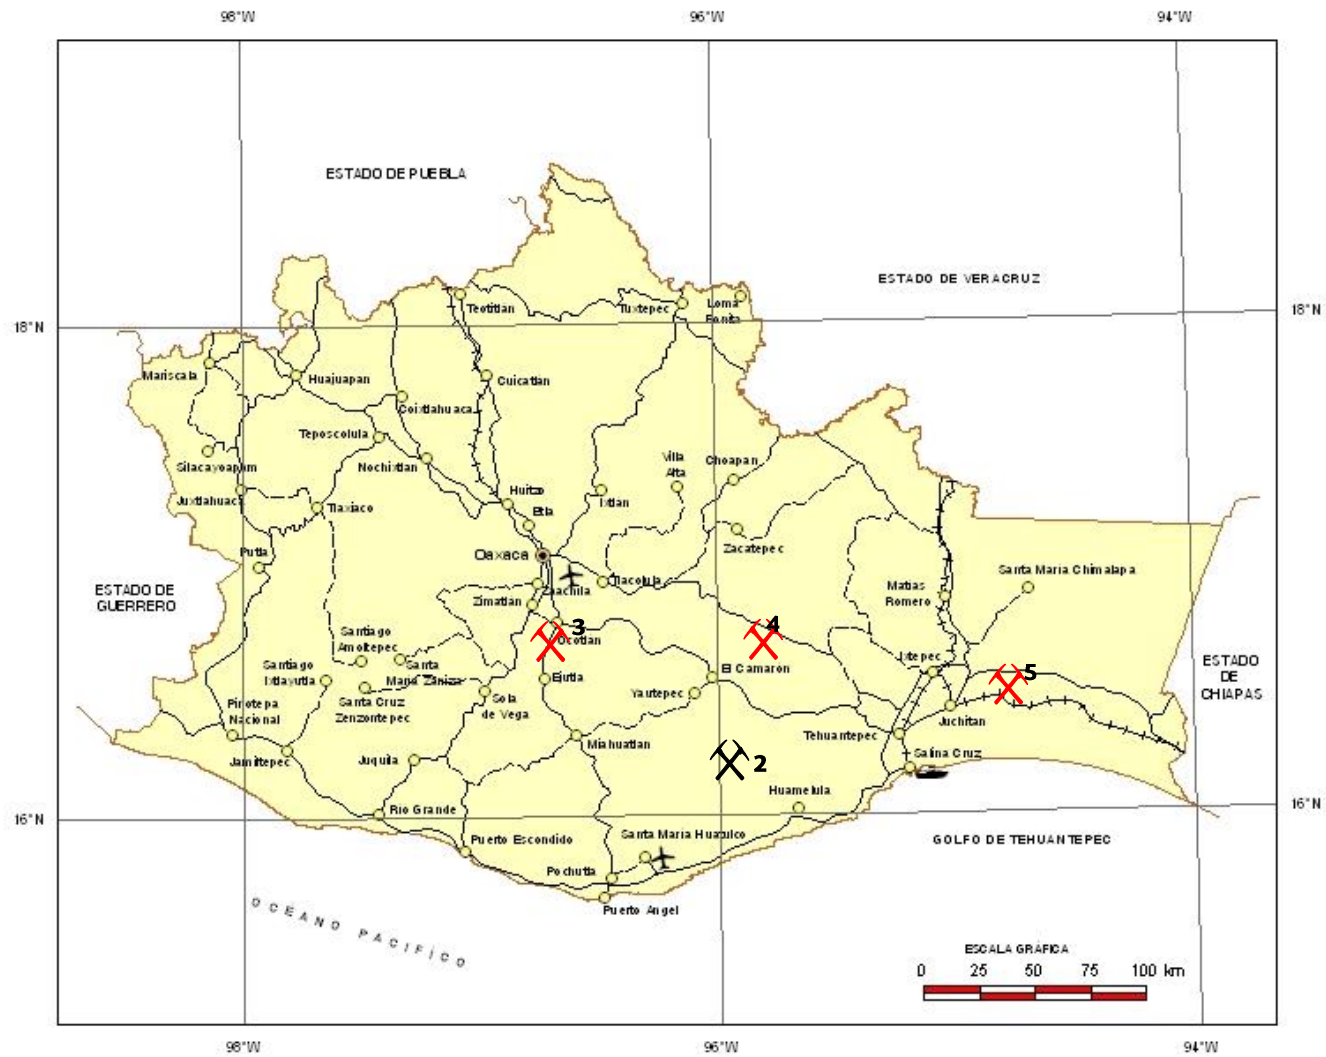 98°W 96°W 94°W
ESTADO DE PUEBLA
ESTADO DE VERACRUZ
Teotitlan
Tuxtepec
Loma
Bonita
18°N
18°N
Mariscala
Huajuapan
Cuicatlan
Coixtlahuaca
Teposcolula
Nochixtlan
Silacayoapam
Villa
Alta
Choapan
Juxtlahuaca
Tlaxiaco
Huitzo
Etla
Ixtlan
Zacatepec
Oaxaca
Putla
Tlacolula
Zaachila
Zimatlan
Santa Maria Chimalapa
Matias
Romero
ESTADO DE
GUERRERO
3
Ocotlan
4
Santiago
Amoltepec
Santiago
Ixtlayutla
Santa
Maria Zaniza
Santa Cruz
Zenzontepec
Ejutla
El Camaron
Yautepec
Ixtepec
5
ESTADO
DE
CHIAPAS
Pinotepa
Nacional
Sola
de Vega
Juchitan
Jamiltepec
Juquila
Miahuatlan
Tehuantepec
Salina Cruz
2
Huamelula
16°N
16°N
Rio Grande
Puerto Escondido
Santa Maria Huatulco
GOLFO DE TEHUANTEPEC
Pochutla
Puerto Angel
OCEANO PACIFÍCO
ESCALA GRÁFICA
0 25 50 75 100 km
98°W 96°W 94°W